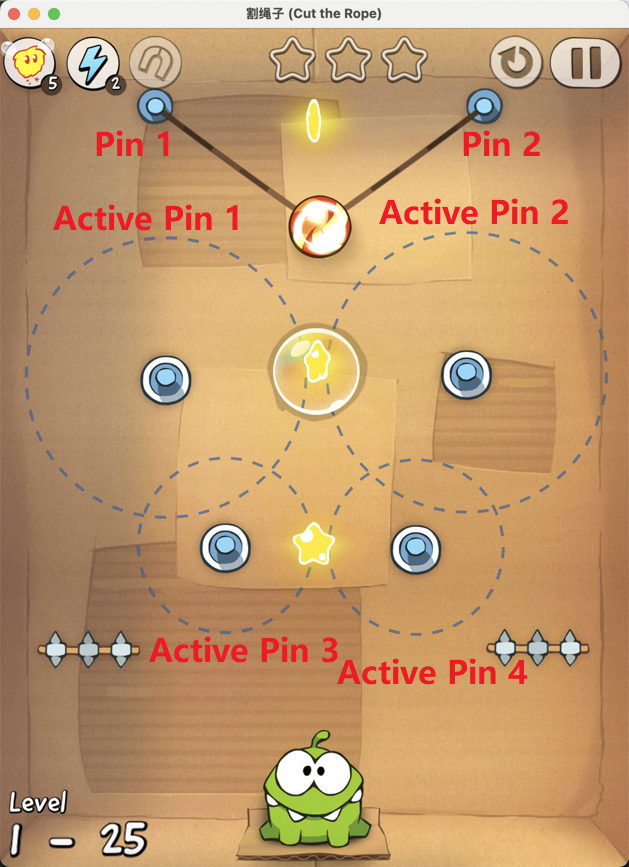 割绳子 (Cut the Rope)
5
2
Pin 1
Pin 2
Active Pin 1
Active Pin 2
Active Pin 3
Active Pin 4
Level
1 - 25